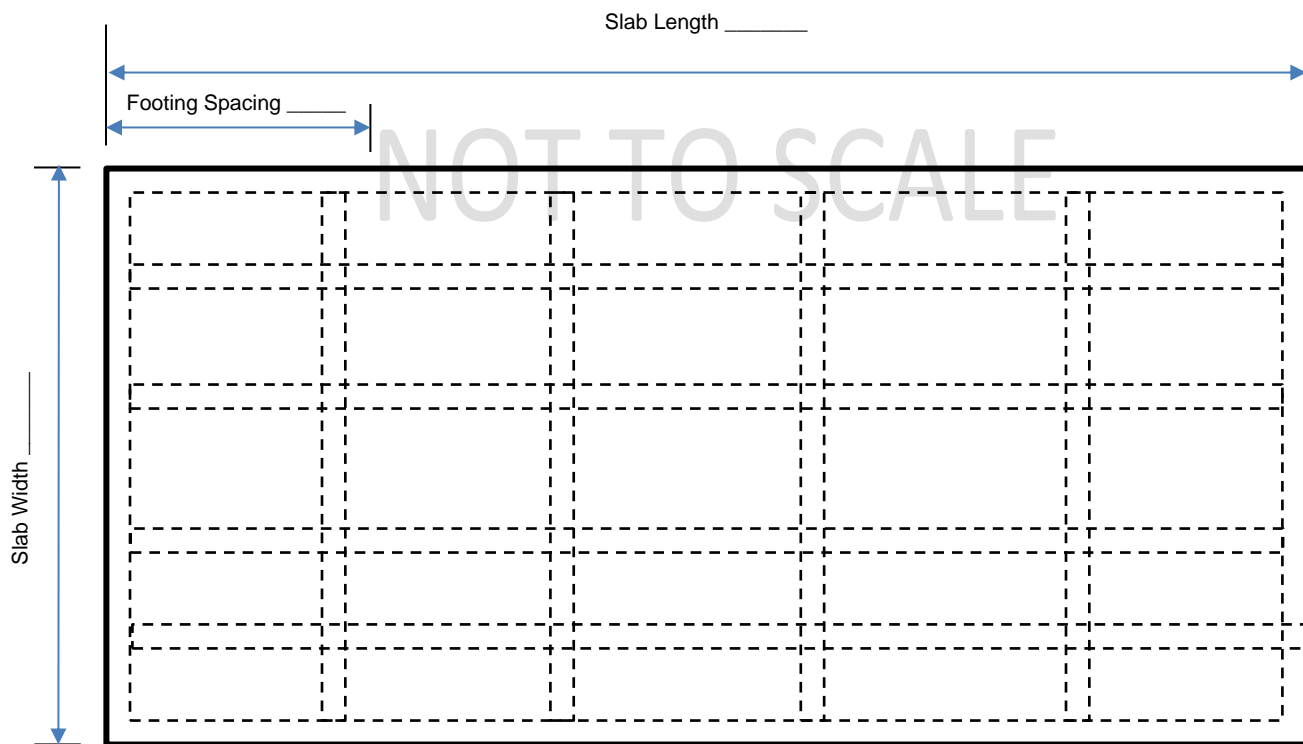 Slab Length _______
Footing Spacing _____
NOT TO SCALE
Slab Width _______